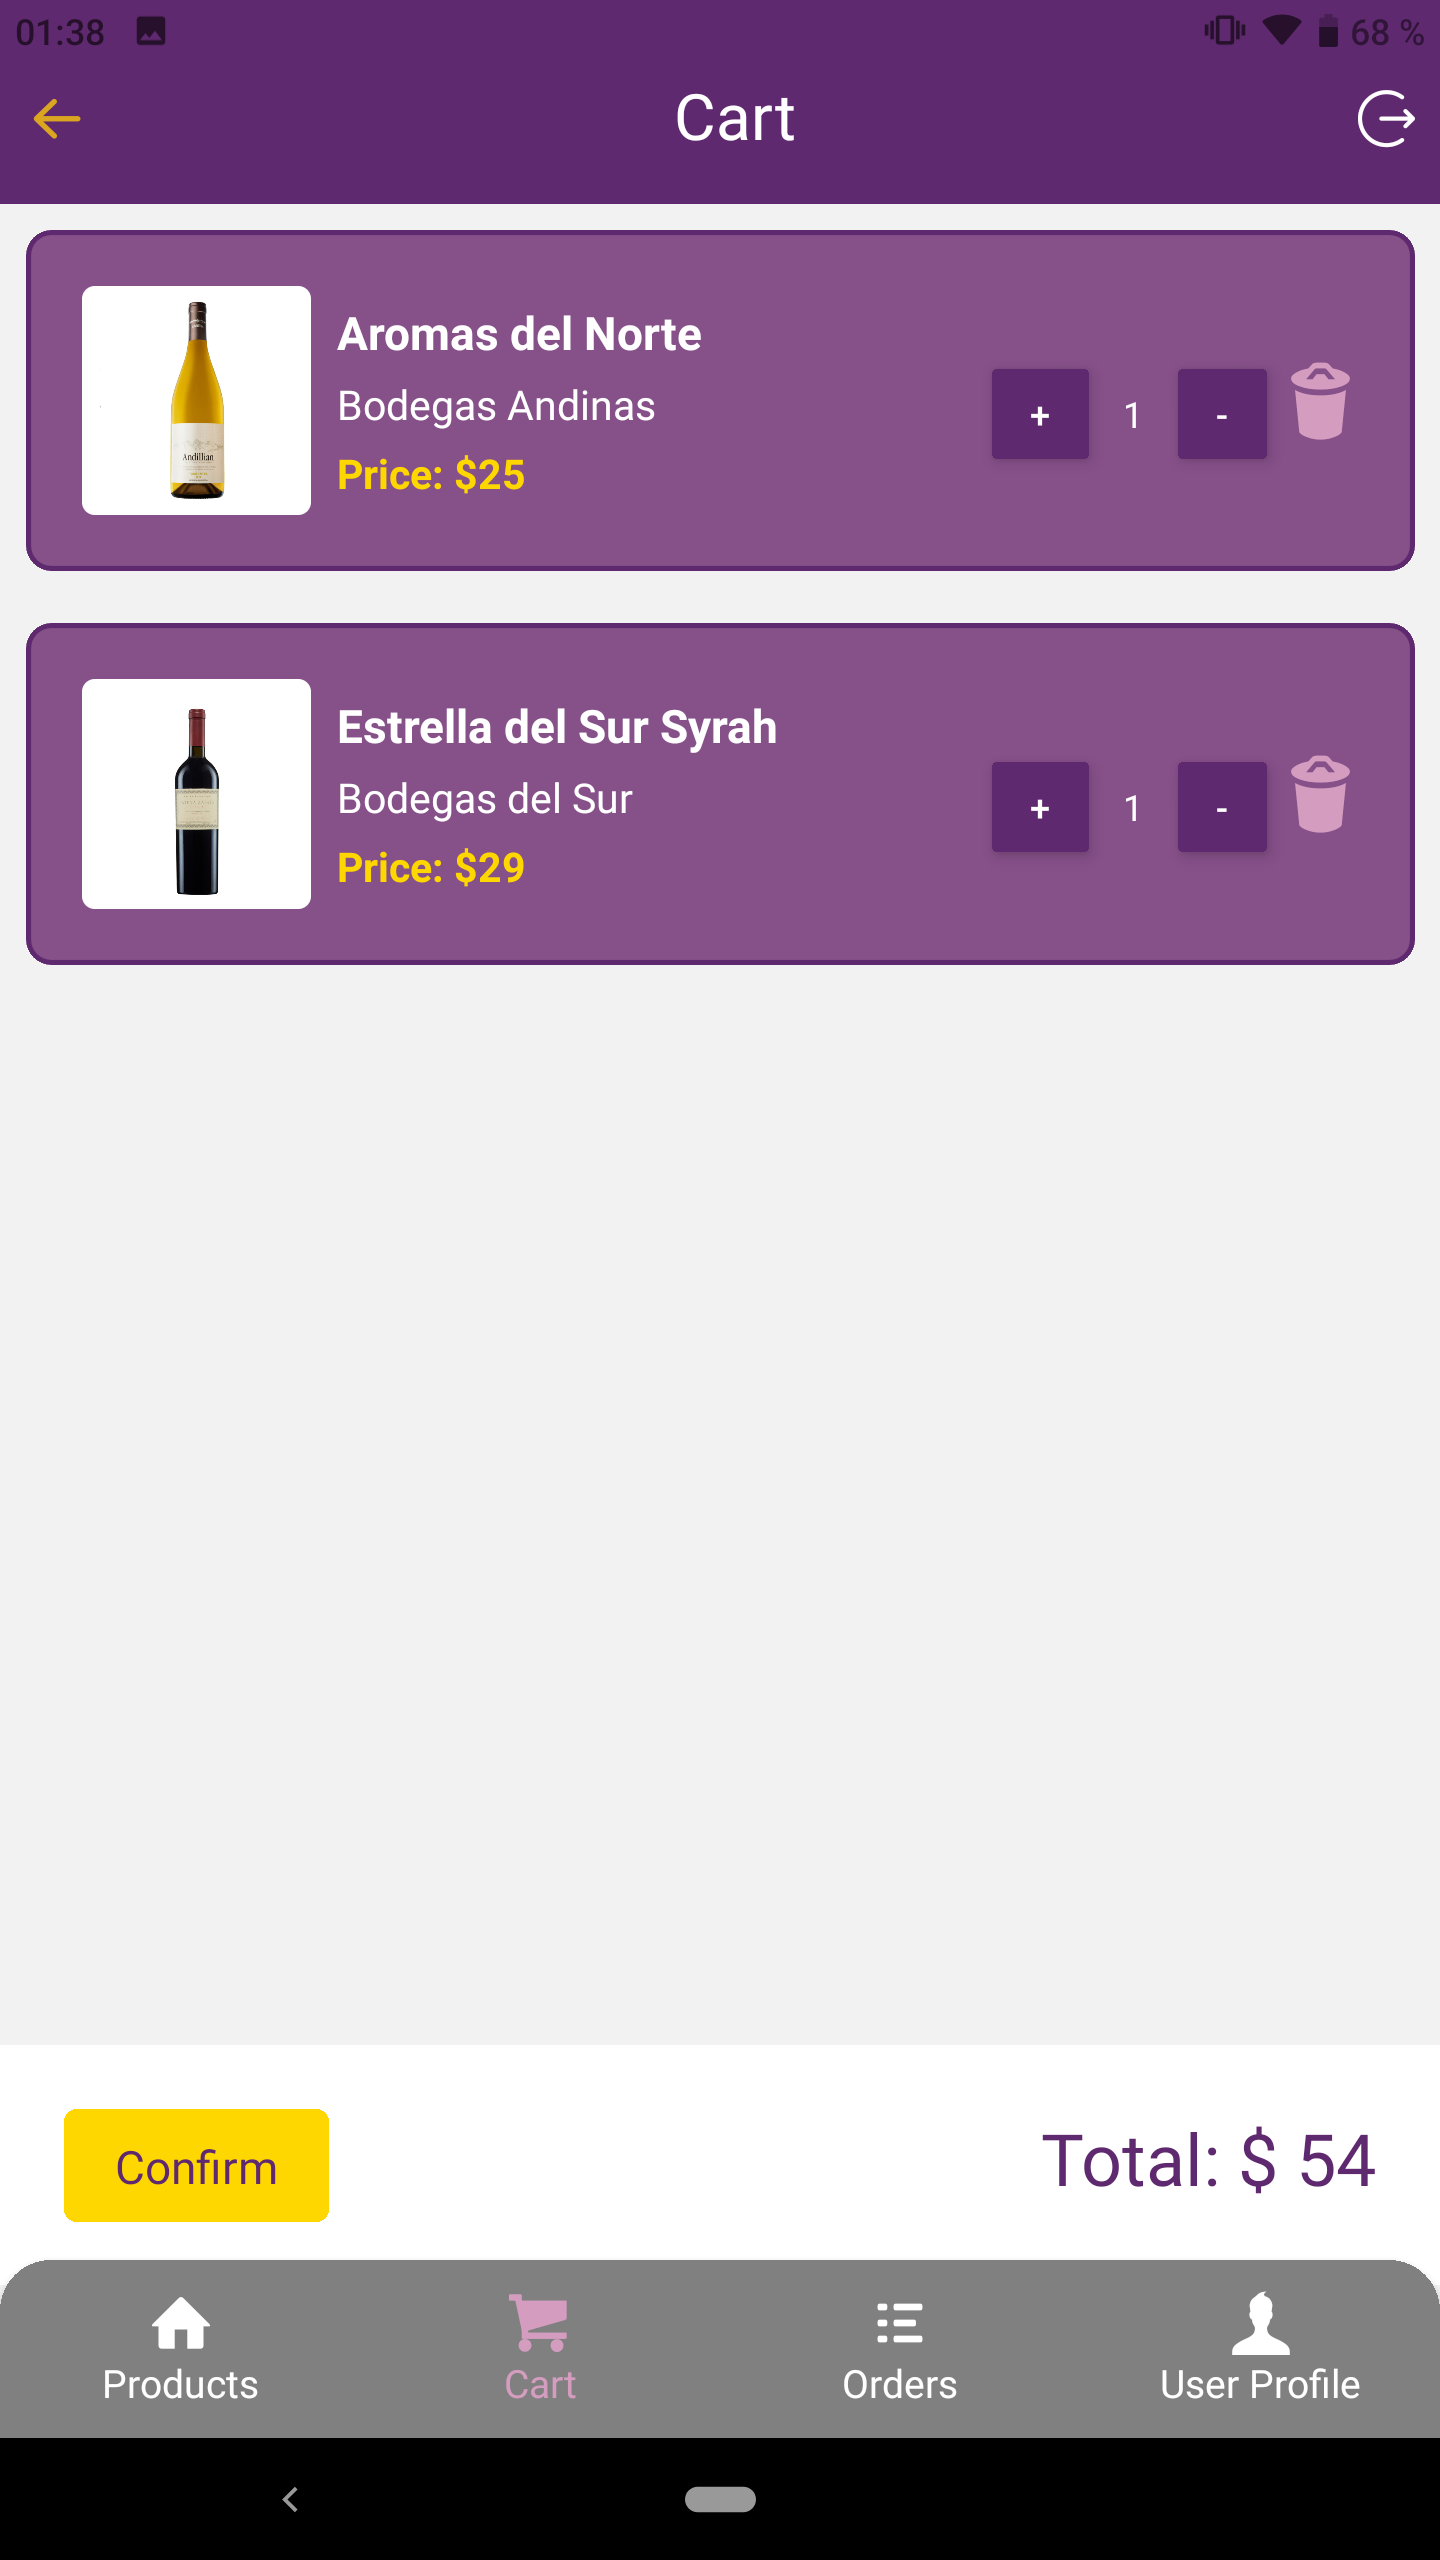 01:38 68 %
Cart
Aromas del Norte
Bodegas Andinas
Price: $25
+ 1 -
Andillian
Estrella del Sur Syrah
Bodegas del Sur
Price: $29
+ 1 -
Confirm
Total: $ 54
Products Cart Orders User Profile